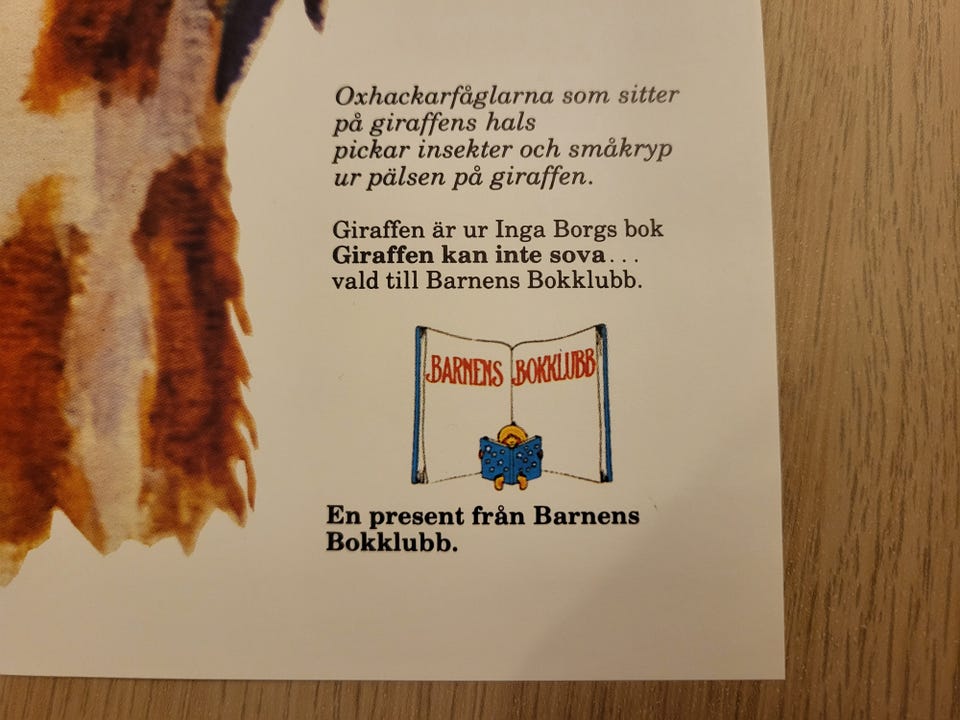 Oxhackarfåglarna som sitter
på giraffens hals
pickar insekter och småkryp
ur pälsen på giraffen.
Giraffen är ur Inga Borgs bok
Giraffen kan inte sova...
vald till Barnens Bokklubb.
BARNENS BOKKLUBB
En present från Barnens
Bokklubb.